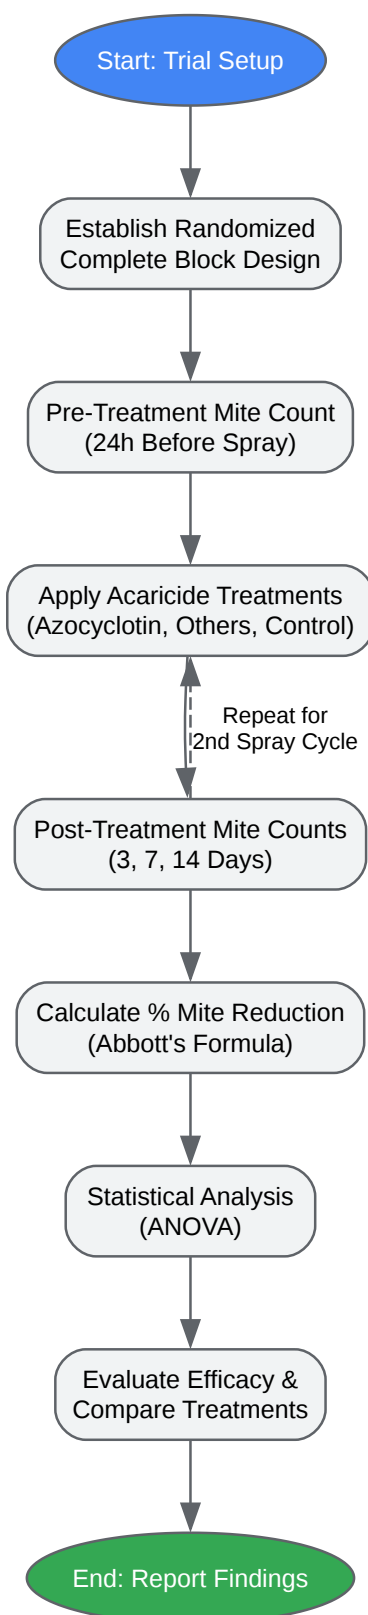 Start: Trial Setup
Establish Randomized
Complete Block Design
Pre-Treatment Mite Count
(24h Before Spray)
Apply Acaricide Treatments
(Azocyclotin, Others, Control)
Repeat for
2nd Spray Cycle
Post-Treatment Mite Counts
(3, 7, 14 Days)
Calculate % Mite Reduction
(Abbott's Formula)
Statistical Analysis
(ANOVA)
Evaluate Efficacy &
Compare Treatments
End: Report Findings